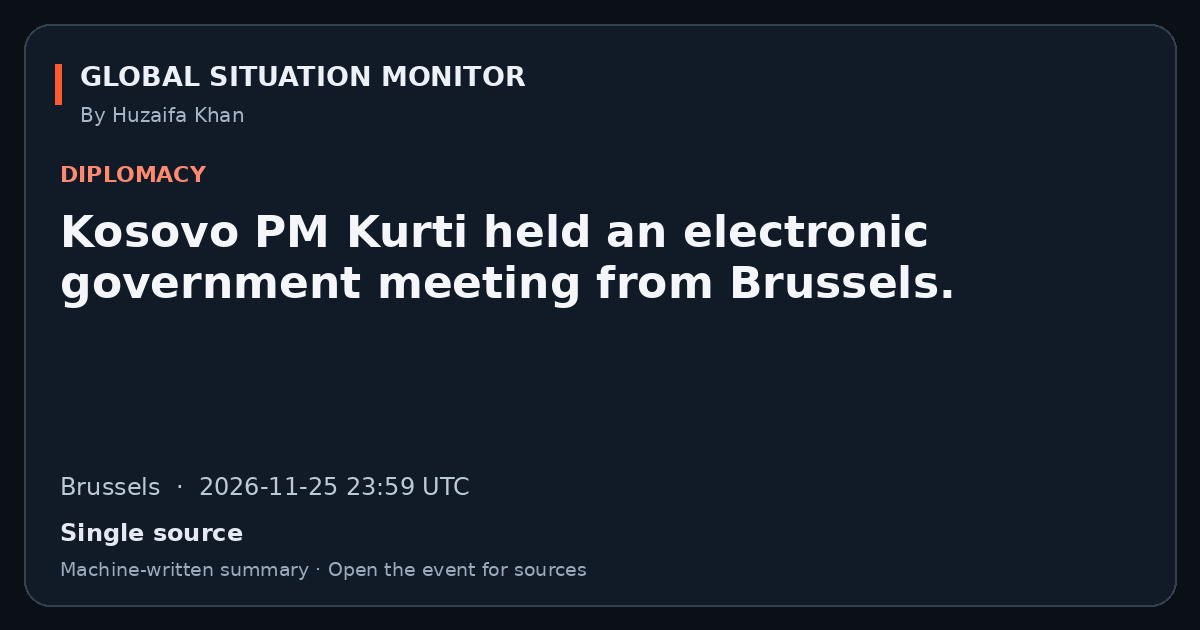 GLOBAL SITUATION MONITOR
By Huzaifa Khan
DIPLOMACY
Kosovo PM Kurti held an electronic
government meeting from Brussels.
Brussels · 2026-11-25 23:59 UTC
Single source
Machine-written summary · Open the event for sources